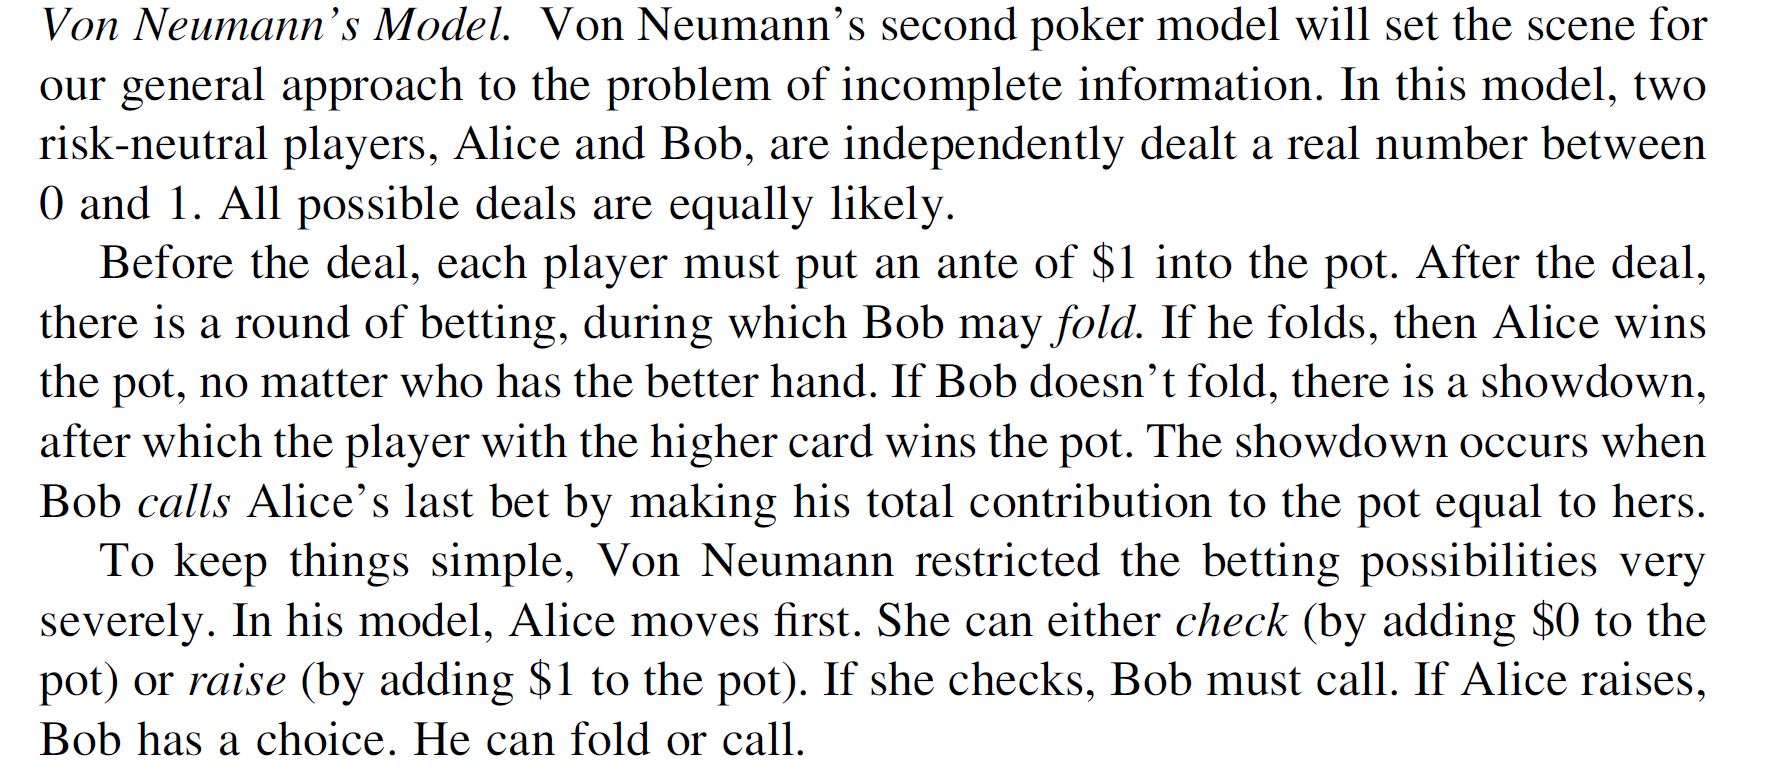 Von Neumann's Model. Von Neumann's second poker model will set the scene for
our general approach to the problem of incomplete information. In this model, two
risk-neutral players, Alice and Bob, are independently dealt a real number between
0 and 1. All possible deals are equally likely.
Before the deal, each player must put an ante of $1 into the pot. After the deal,
there is a round of betting, during which Bob may fold. If he folds, then Alice wins
the pot, no matter who has the better hand. If Bob doesn't fold, there is a showdown,
after which the player with the higher card wins the pot. The showdown occurs when
Bob calls Alice's last bet by making his total contribution to the pot equal to hers.
To keep things simple, Von Neumann restricted the betting possibilities very
severely. In his model, Alice moves first. She can either check (by adding $0 to the
pot) or raise (by adding $1 to the pot). If she checks, Bob must call. If Alice raises,
Bob has a choice. He can fold or call.